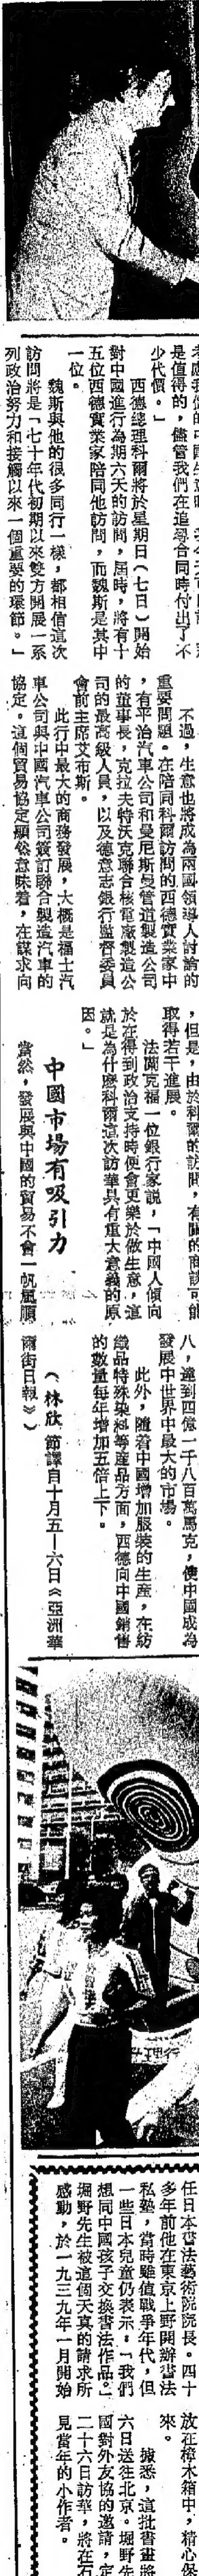 是值得的，儘管我們在追尋合同時付出了不
少代價。」
西德總理科爾將於星期日（七日）開始
對中國進行為期六天的訪問，屆時，將有十
五位西德實業家陪同他訪問，而魏斯是其中
一位。
魏斯與他的很多同行一樣，都相信這次
訪問將是「七十年代初期以來雙方開展一系
列政治努力和接觸以來一個重要的環節。」
不過，生意也將成為兩國領導人討論的
重要問題。在陪同科爾訪問的西德實業家中
，有平治汽車公司和曼尼斯曼管道製造公司
的董事長，克拉夫特沃克聯合核電廠製造公
司的最高級人員，以及德意志銀行監督委員
會前主席艾布斯。
此行中最大的商務發展，大概是福士汽
車公司與中國汽車公司簽訂聯合製造汽車的
協定。這個貿易協定顯然意味着，在謀求向
，但是，由於科爾的訪問，有關的商談可能
取得若干進展。
法蘭克福一位銀行家說，「中國人傾向
於在得到政治支持時便會更樂於做生意，這
就是為什麼科爾這次訪華具有重大意義的原
因。」
中國市場有吸引力
當然，發展與中國的貿易不會一帆風順
八，達到四億一千八百萬馬克，使中國成為
發展中世界中最大的市場。
此外，隨着中國增加服裝的生產，在紡
織品特殊染料等產品方面，西德向中國銷售
的數量每年增加五倍上下。
（林欣 節譯自十月五—六日《亞洲華
爾街日報》）
任日本書法藝術院院長。四十
多年前他在東京上野開辦書法
私塾，當時雖值戰爭年代，但
一些日本兒童仍表示：「我們
想同中國孩子交換書法作品。」
堀野先生被這個天真的請求所
感動，於一九三九年一月開始
放在樟木箱中，精心保
來。
據悉，這批書畫將
六日送往北京。堀野先
國對外友協的邀請，定
二十六日訪華，將在石
見當年的小作者。